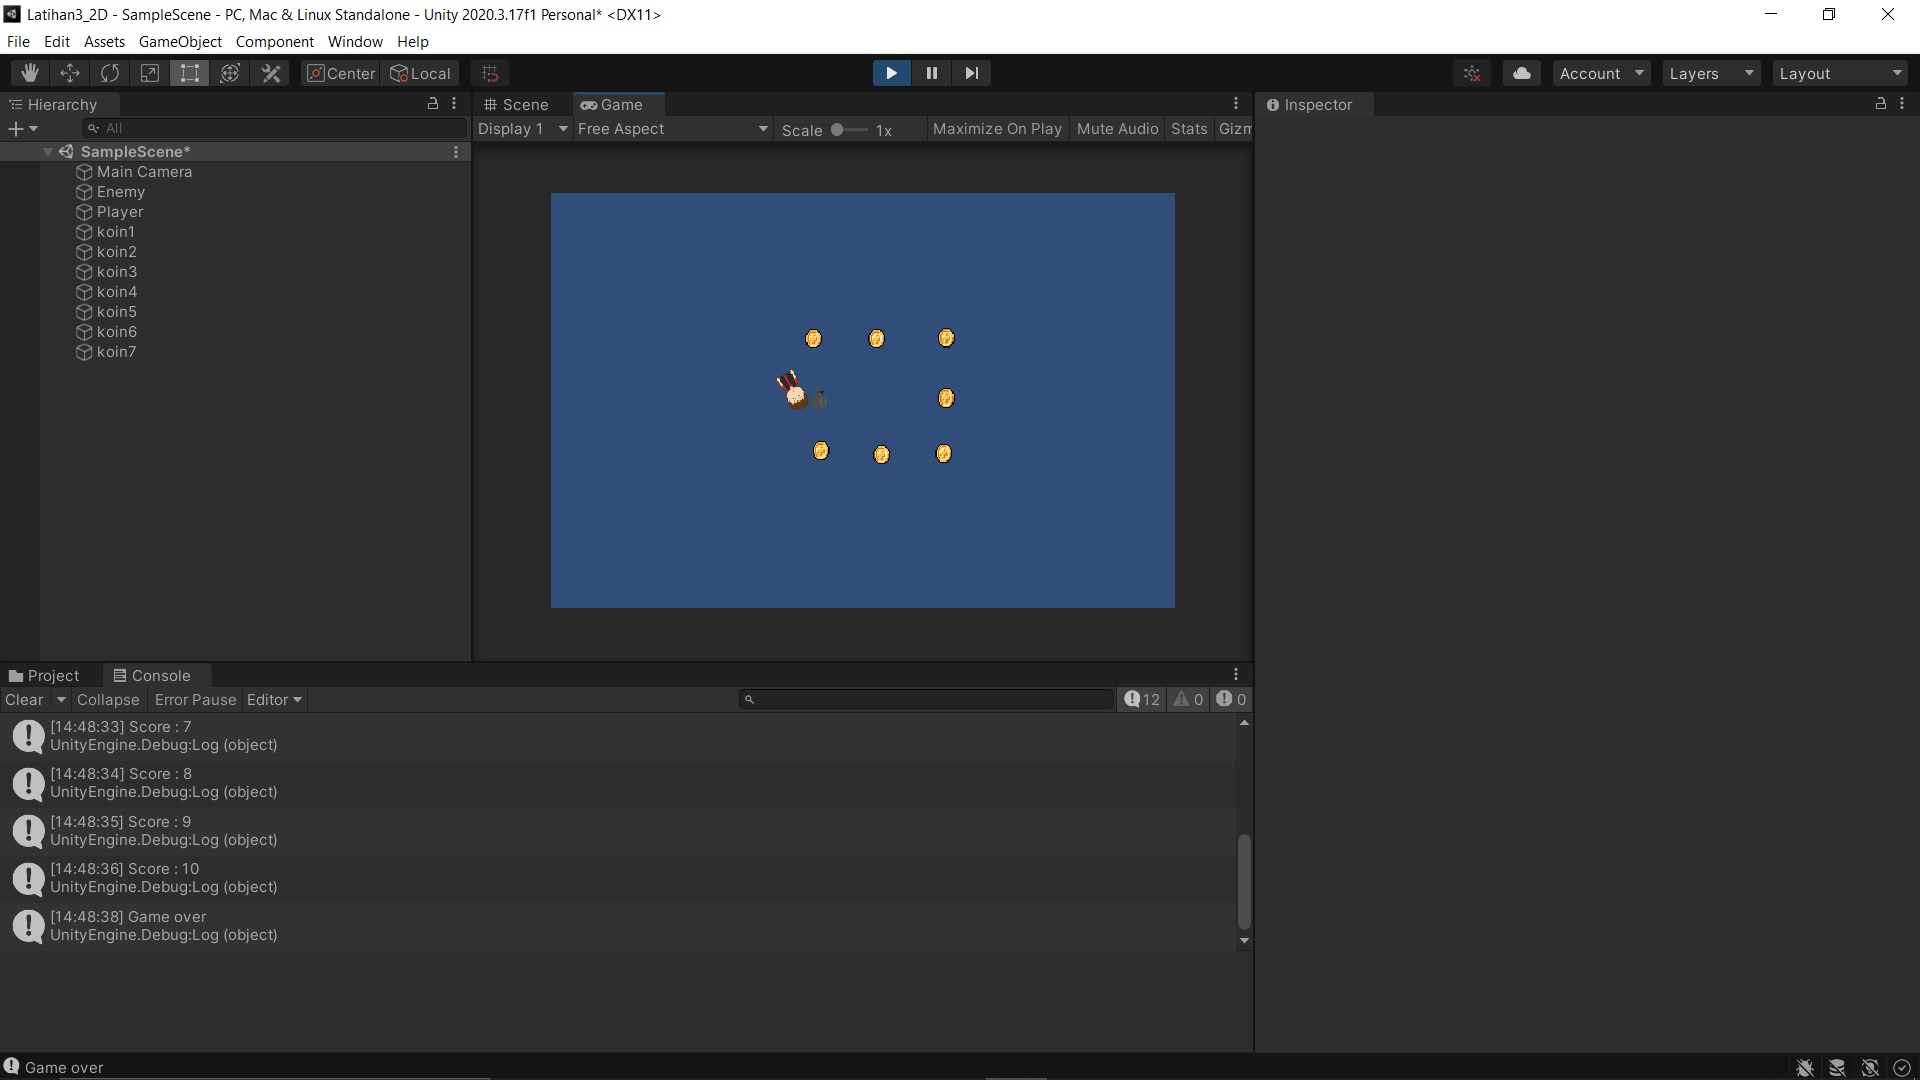 Latihan3_2D - SampleScene - PC, Mac & Linux Standalone - Unity 2020.3.17f1 Personal* <DX11>
File Edit Assets GameObject Component Window Help
Center Local Account Layers Layout
Hierarchy
All
SampleScene*
Main Camera
Enemy
Player
koin1
koin2
koin3
koin4
koin5
koin6
koin7
Scene Game
Display 1 Free Aspect Scale 1x Maximize On Play Mute Audio Stats Gizm
Inspector
Project Console
Clear Collapse Error Pause Editor 12 0 0
[14:48:33] Score : 7
UnityEngine.Debug:Log (object)
[14:48:34] Score : 8
UnityEngine.Debug:Log (object)
[14:48:35] Score : 9
UnityEngine.Debug:Log (object)
[14:48:36] Score : 10
UnityEngine.Debug:Log (object)
[14:48:38] Game over
UnityEngine.Debug:Log (object)
Game over